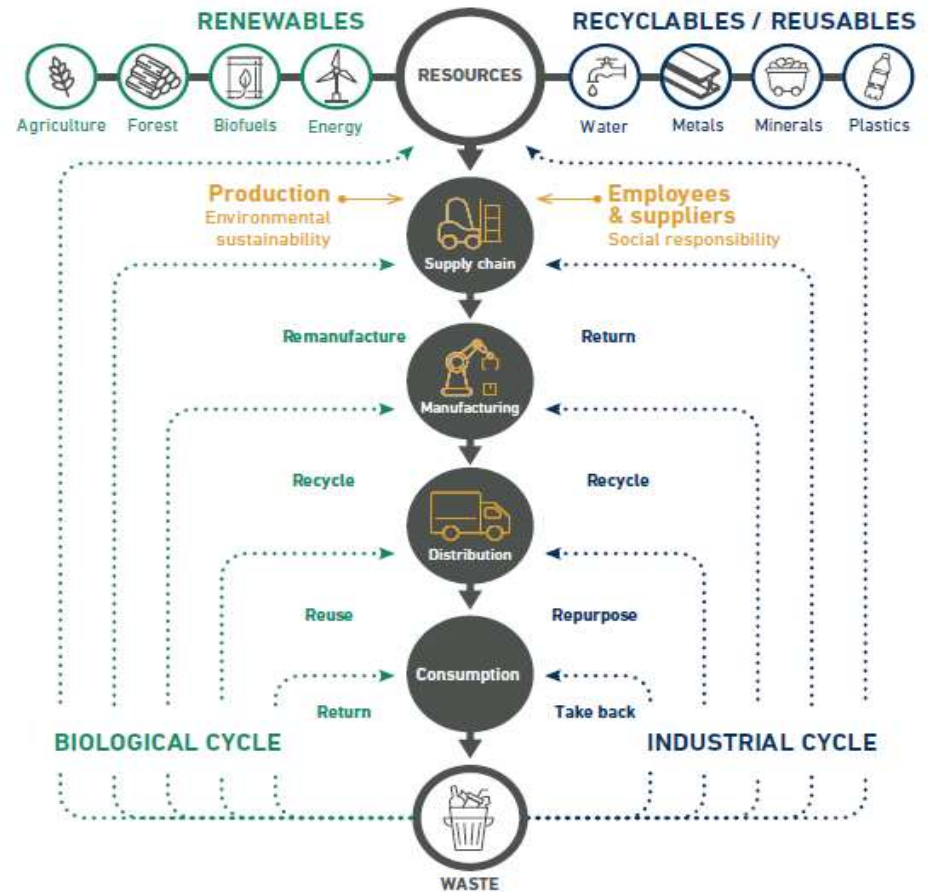 RENEWABLES
RECYCLABLES / REUSABLES
RESOURCES
Agriculture
Forest
Biofuels
Energy
Water
Metals
Minerals
Plastics
Production
Environmental
sustainability
Employees
& suppliers
Social responsibility
Supply chain
Remanufacture
Return
Manufacturing
Recycle
Recycle
Distribution
Reuse
Repurpose
Consumption
Return
Take back
BIOLOGICAL CYCLE
INDUSTRIAL CYCLE
WASTE